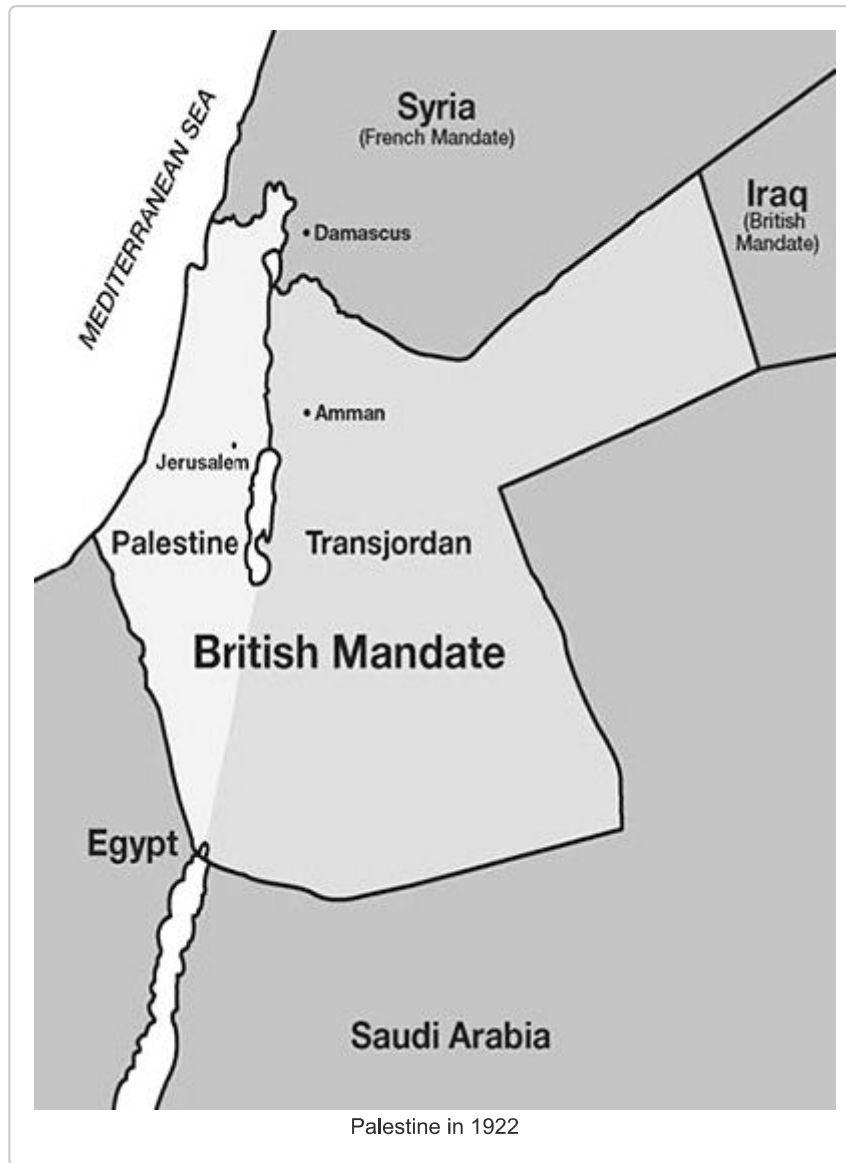 Syria
(French Mandate)
MEDITERRANEAN SEA
Iraq
(British
Mandate)
Damascus
Amman
Jerusalem
Palestine
Transjordan
British Mandate
Egypt
Saudi Arabia
Palestine in 1922